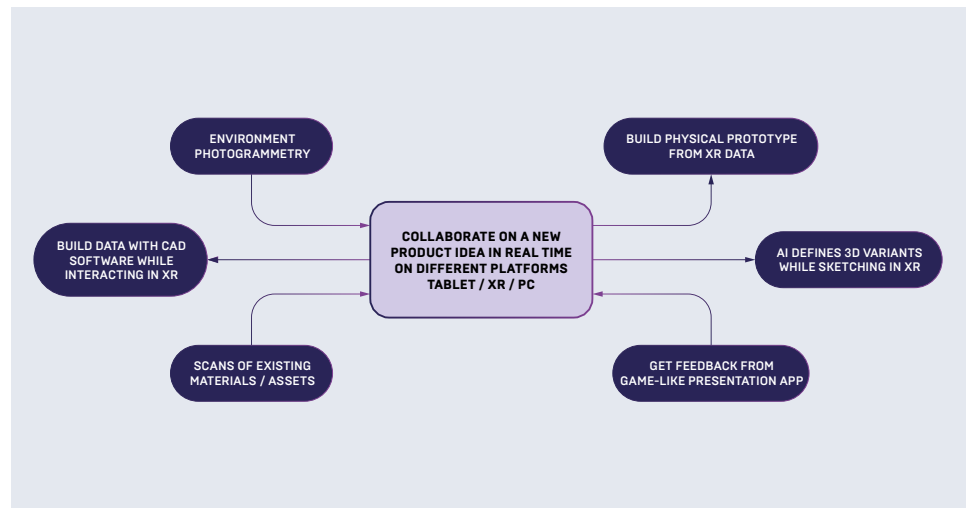 ENVIRONMENT
PHOTOGRAMMETRY
BUILD PHYSICAL PROTOTYPE
FROM XR DATA
BUILD DATA WITH CAD
SOFTWARE WHILE
INTERACTING IN XR
COLLABORATE ON A NEW
PRODUCT IDEA IN REAL TIME
ON DIFFERENT PLATFORMS
TABLET / XR / PC
AI DEFINES 3D VARIANTS
WHILE SKETCHING IN XR
SCANS OF EXISTING
MATERIALS / ASSETS
GET FEEDBACK FROM
GAME-LIKE PRESENTATION APP